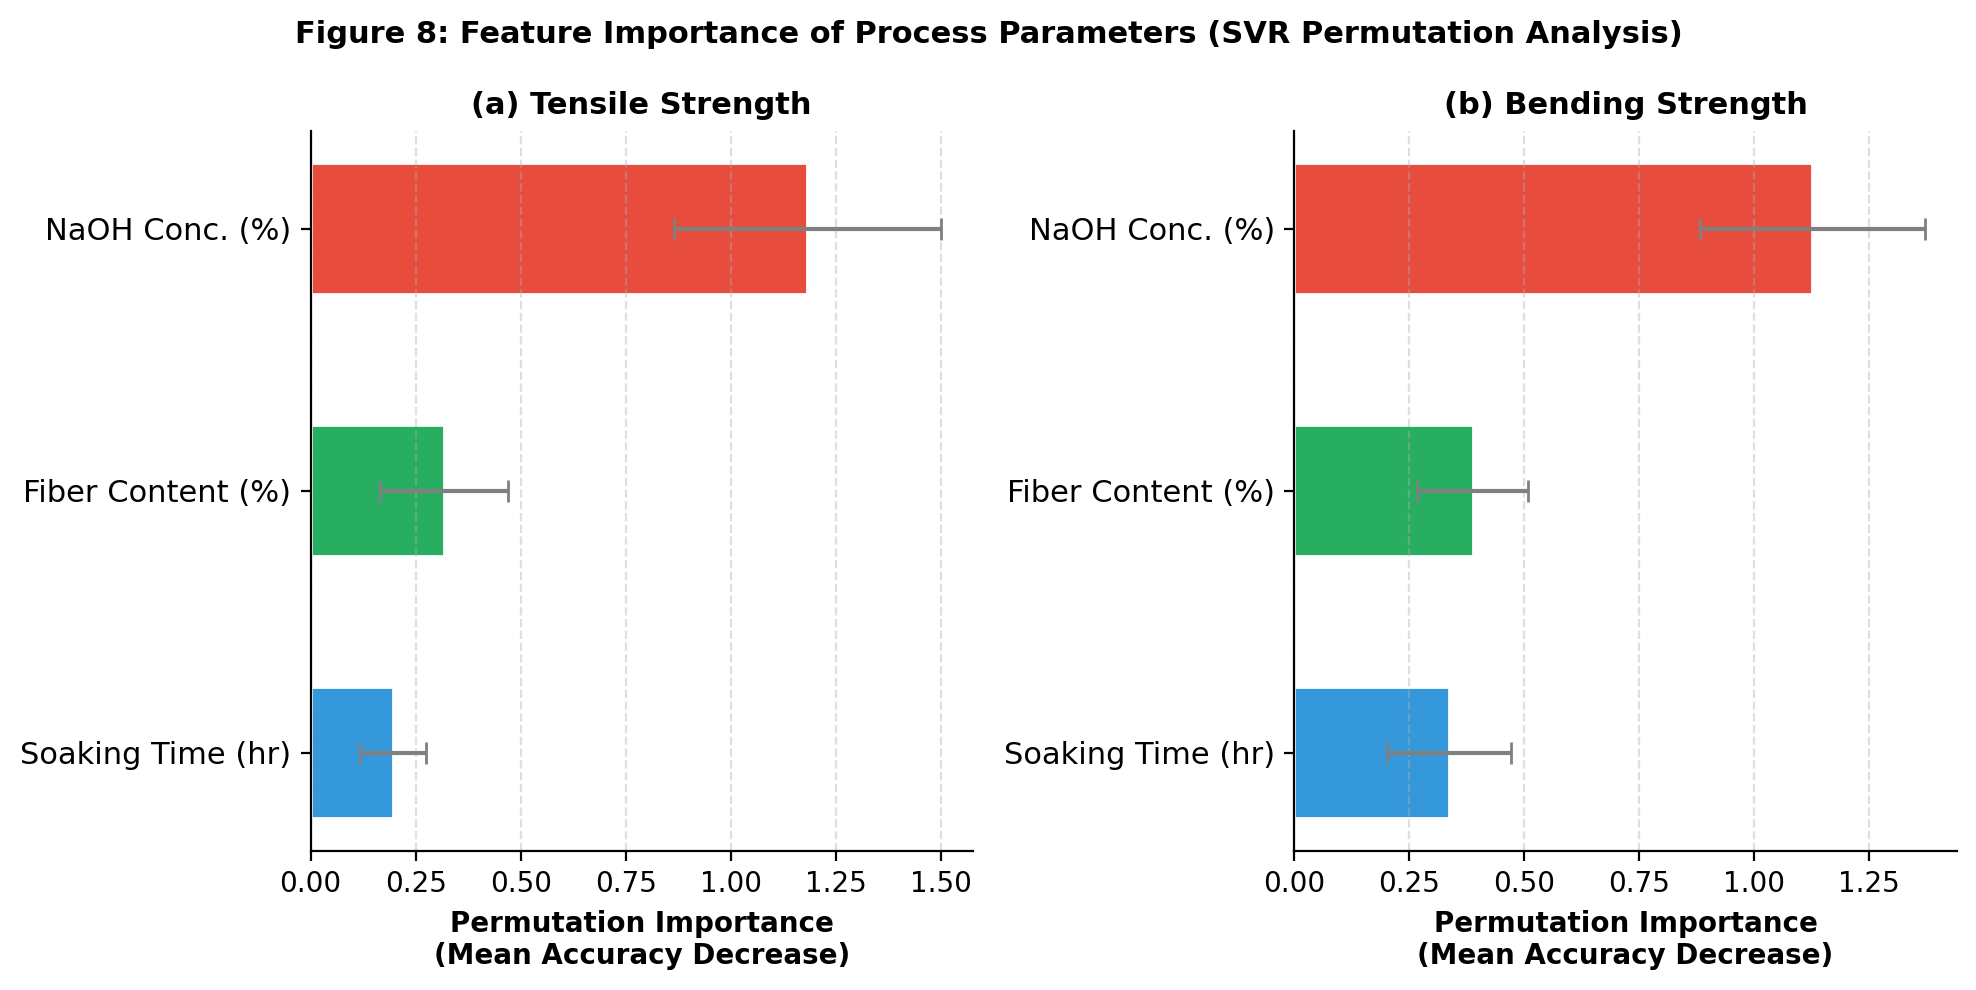 Figure 8: Feature Importance of Process Parameters (SVR Permutation Analysis)
(a) Tensile Strength
NaOH Conc. (%)
Fiber Content (%)
Soaking Time (hr)
0.00 0.25 0.50 0.75 1.00 1.25 1.50
Permutation Importance
(Mean Accuracy Decrease)
(b) Bending Strength
NaOH Conc. (%)
Fiber Content (%)
Soaking Time (hr)
0.00 0.25 0.50 0.75 1.00 1.25
Permutation Importance
(Mean Accuracy Decrease)